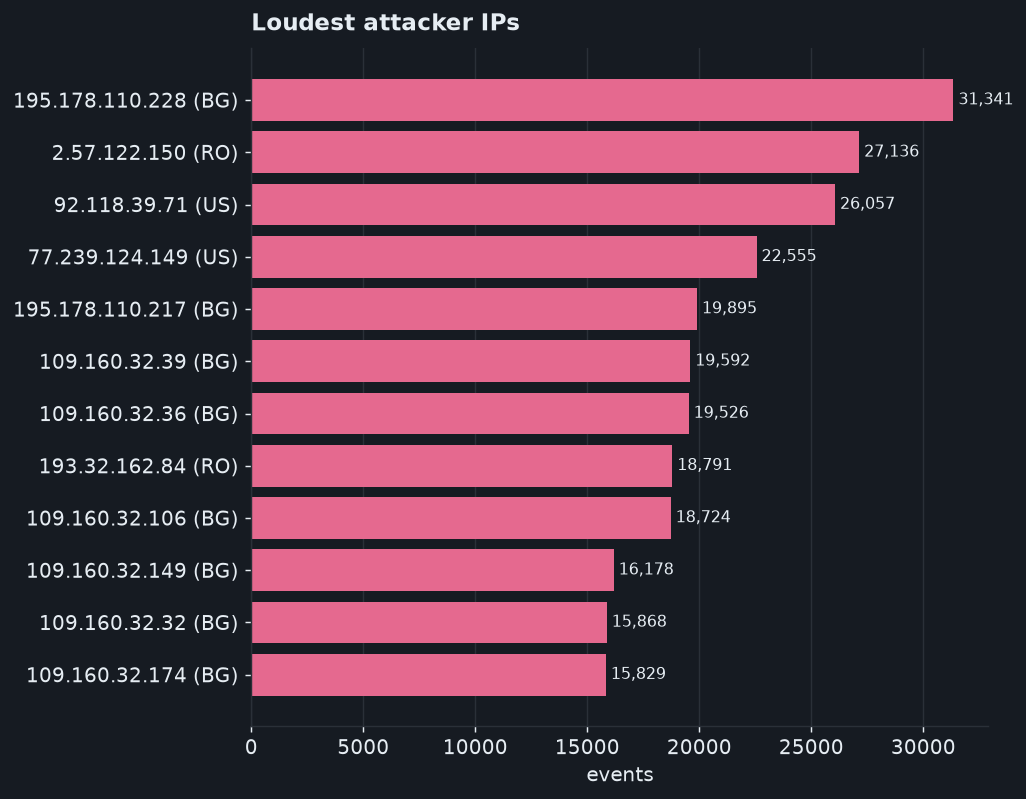 Loudest attacker IPs
195.178.110.228 (BG) 31,341
2.57.122.150 (RO) 27,136
92.118.39.71 (US) 26,057
77.239.124.149 (US) 22,555
195.178.110.217 (BG) 19,895
109.160.32.39 (BG) 19,592
109.160.32.36 (BG) 19,526
193.32.162.84 (RO) 18,791
109.160.32.106 (BG) 18,724
109.160.32.149 (BG) 16,178
109.160.32.32 (BG) 15,868
109.160.32.174 (BG) 15,829
0 5000 10000 15000 20000 25000 30000
events